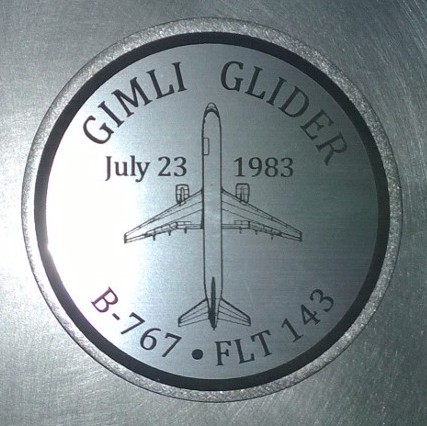 GIMLI GLIDER
July 23 1983
B-767 • FLT 143